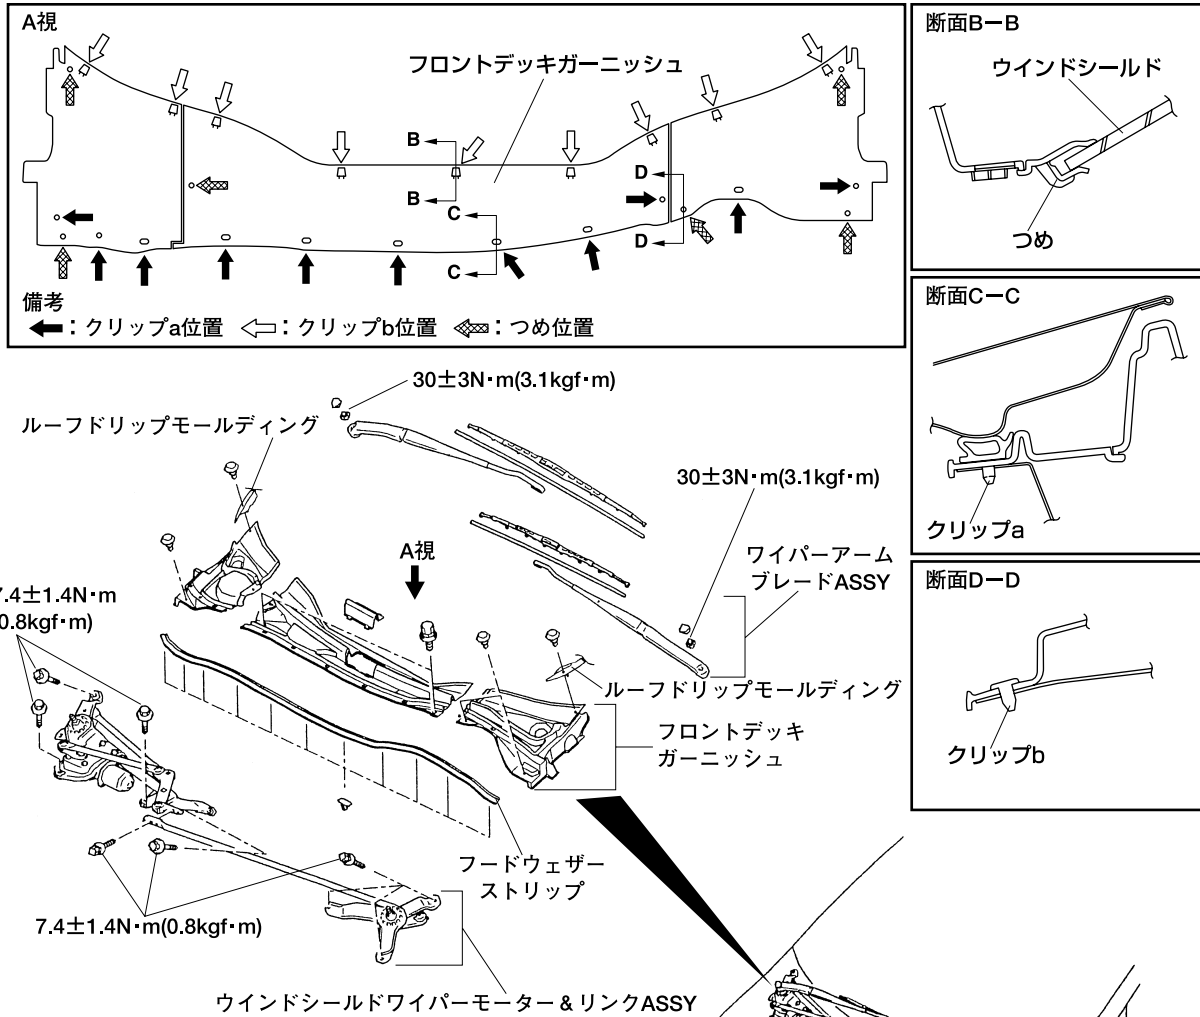 A視
フロントデッキガーニッシュ
B
B
C
C
D
D
備考
：クリップa位置 ：クリップb位置 ：つめ位置
断面B－B
ウインドシールド
つめ
断面C－C
クリップa
断面D－D
クリップb
30±3N･m(3.1kgf･m)
ルーフドリップモールディング
30±3N･m(3.1kgf･m)
A視
ワイパーアーム
ブレードASSY
7.4±1.4N･m
0.8kgf･m)
ルーフドリップモールディング
フロントデッキ
ガーニッシュ
フードウェザー
ストリップ
7.4±1.4N･m(0.8kgf･m)
ウインドシールドワイパーモーター＆リンクASSY